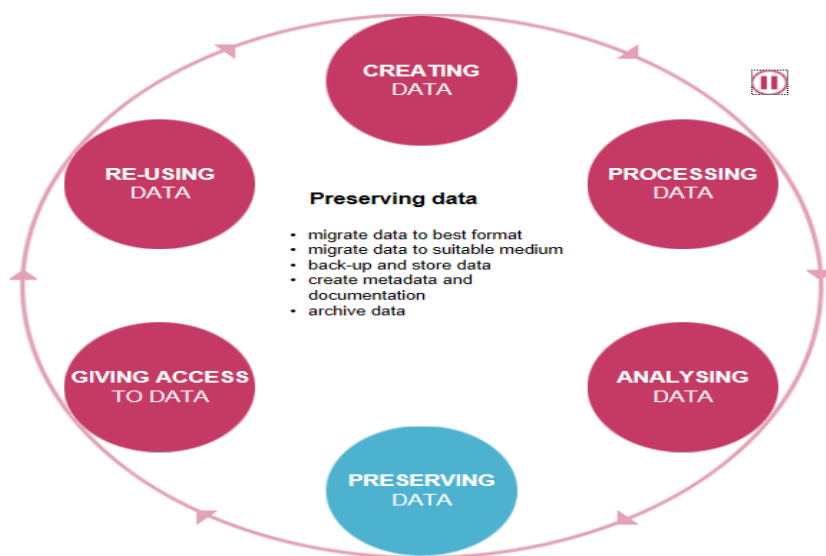 CREATING
DATA
PROCESSING
DATA
ANALYSING
DATA
PRESERVING
DATA
GIVING ACCESS
TO DATA
RE-USING
DATA
Preserving data
• migrate data to best format
• migrate data to suitable medium
• back-up and store data
• create metadata and
documentation
• archive data